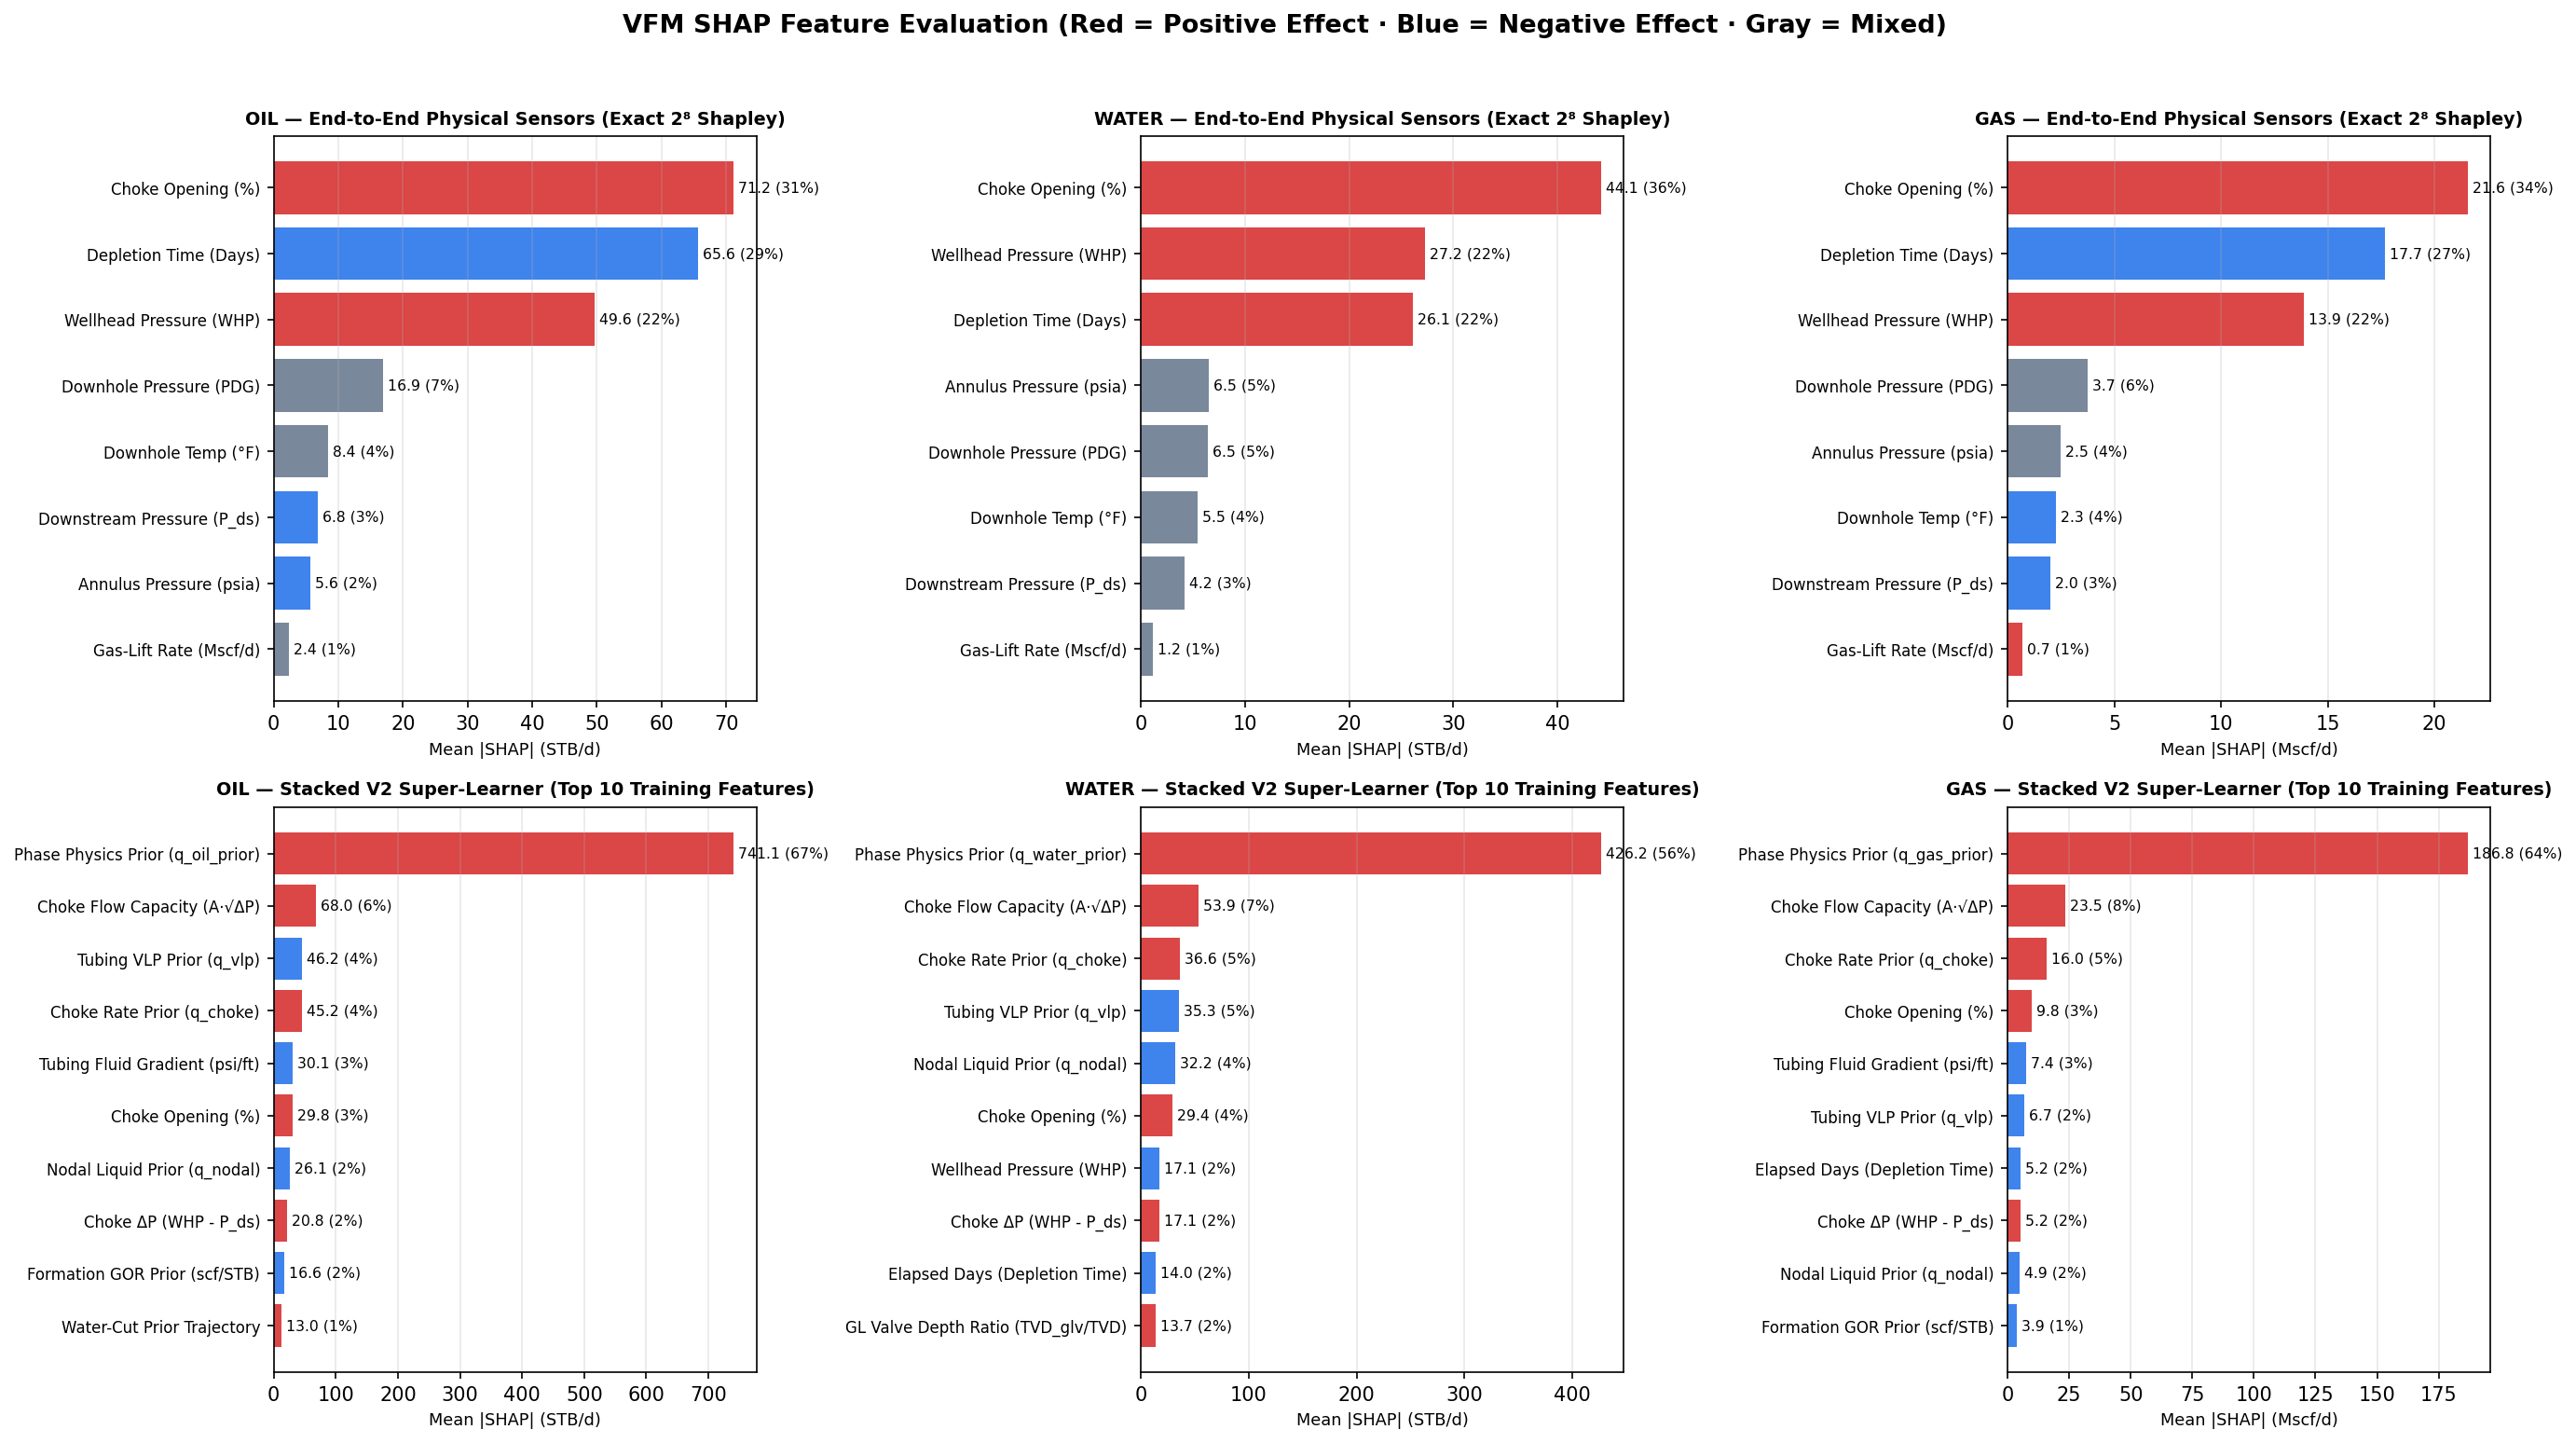 VFM SHAP Feature Evaluation (Red = Positive Effect · Blue = Negative Effect · Gray = Mixed)
OIL — End-to-End Physical Sensors (Exact 2⁸ Shapley)
Choke Opening (%)
71.2 (31%)
Depletion Time (Days)
65.6 (29%)
Wellhead Pressure (WHP)
49.6 (22%)
Downhole Pressure (PDG)
16.9 (7%)
Downhole Temp (°F)
8.4 (4%)
Downstream Pressure (P_ds)
6.8 (3%)
Annulus Pressure (psia)
5.6 (2%)
Gas-Lift Rate (Mscf/d)
2.4 (1%)
0 10 20 30 40 50 60 70
Mean |SHAP| (STB/d)
WATER — End-to-End Physical Sensors (Exact 2⁸ Shapley)
Choke Opening (%)
44.1 (36%)
Wellhead Pressure (WHP)
27.2 (22%)
Depletion Time (Days)
26.1 (22%)
Annulus Pressure (psia)
6.5 (5%)
Downhole Pressure (PDG)
6.5 (5%)
Downhole Temp (°F)
5.5 (4%)
Downstream Pressure (P_ds)
4.2 (3%)
Gas-Lift Rate (Mscf/d)
1.2 (1%)
0 10 20 30 40
Mean |SHAP| (STB/d)
GAS — End-to-End Physical Sensors (Exact 2⁸ Shapley)
Choke Opening (%)
21.6 (34%)
Depletion Time (Days)
17.7 (27%)
Wellhead Pressure (WHP)
13.9 (22%)
Downhole Pressure (PDG)
3.7 (6%)
Annulus Pressure (psia)
2.5 (4%)
Downhole Temp (°F)
2.3 (4%)
Downstream Pressure (P_ds)
2.0 (3%)
Gas-Lift Rate (Mscf/d)
0.7 (1%)
0 5 10 15 20
Mean |SHAP| (Mscf/d)
OIL — Stacked V2 Super-Learner (Top 10 Training Features)
Phase Physics Prior (q_oil_prior)
741.1 (67%)
Choke Flow Capacity (A·√ΔP)
68.0 (6%)
Tubing VLP Prior (q_vlp)
46.2 (4%)
Choke Rate Prior (q_choke)
45.2 (4%)
Tubing Fluid Gradient (psi/ft)
30.1 (3%)
Choke Opening (%)
29.8 (3%)
Nodal Liquid Prior (q_nodal)
26.1 (2%)
Choke ΔP (WHP - P_ds)
20.8 (2%)
Formation GOR Prior (scf/STB)
16.6 (2%)
Water-Cut Prior Trajectory
13.0 (1%)
0 100 200 300 400 500 600 700
Mean |SHAP| (STB/d)
WATER — Stacked V2 Super-Learner (Top 10 Training Features)
Phase Physics Prior (q_water_prior)
426.2 (56%)
Choke Flow Capacity (A·√ΔP)
53.9 (7%)
Choke Rate Prior (q_choke)
36.6 (5%)
Tubing VLP Prior (q_vlp)
35.3 (5%)
Nodal Liquid Prior (q_nodal)
32.2 (4%)
Choke Opening (%)
29.4 (4%)
Wellhead Pressure (WHP)
17.1 (2%)
Choke ΔP (WHP - P_ds)
17.1 (2%)
Elapsed Days (Depletion Time)
14.0 (2%)
GL Valve Depth Ratio (TVD_glv/TVD)
13.7 (2%)
0 100 200 300 400
Mean |SHAP| (STB/d)
GAS — Stacked V2 Super-Learner (Top 10 Training Features)
Phase Physics Prior (q_gas_prior)
186.8 (64%)
Choke Flow Capacity (A·√ΔP)
23.5 (8%)
Choke Rate Prior (q_choke)
16.0 (5%)
Choke Opening (%)
9.8 (3%)
Tubing Fluid Gradient (psi/ft)
7.4 (3%)
Tubing VLP Prior (q_vlp)
6.7 (2%)
Elapsed Days (Depletion Time)
5.2 (2%)
Choke ΔP (WHP - P_ds)
5.2 (2%)
Nodal Liquid Prior (q_nodal)
4.9 (2%)
Formation GOR Prior (scf/STB)
3.9 (1%)
0 25 50 75 100 125 150 175
Mean |SHAP| (Mscf/d)